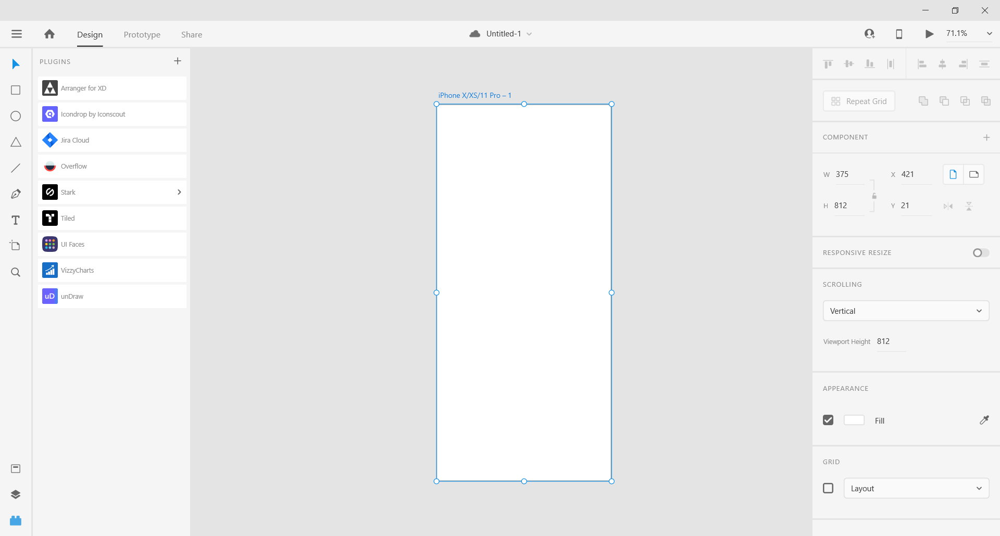 Design
Prototype
Share
Untitled-1
71.1%
PLUGINS
Arranger for XD
Icondrop by Iconscout
Jira Cloud
Overflow
Stark
Tiled
UI Faces
VizzyCharts
uD unDraw
iPhone X/XS/11 Pro – 1
Repeat Grid
COMPONENT
W 375 X 421
H 812 Y 21
RESPONSIVE RESIZE
SCROLLING
Vertical
Viewport Height 812
APPEARANCE
Fill
GRID
Layout